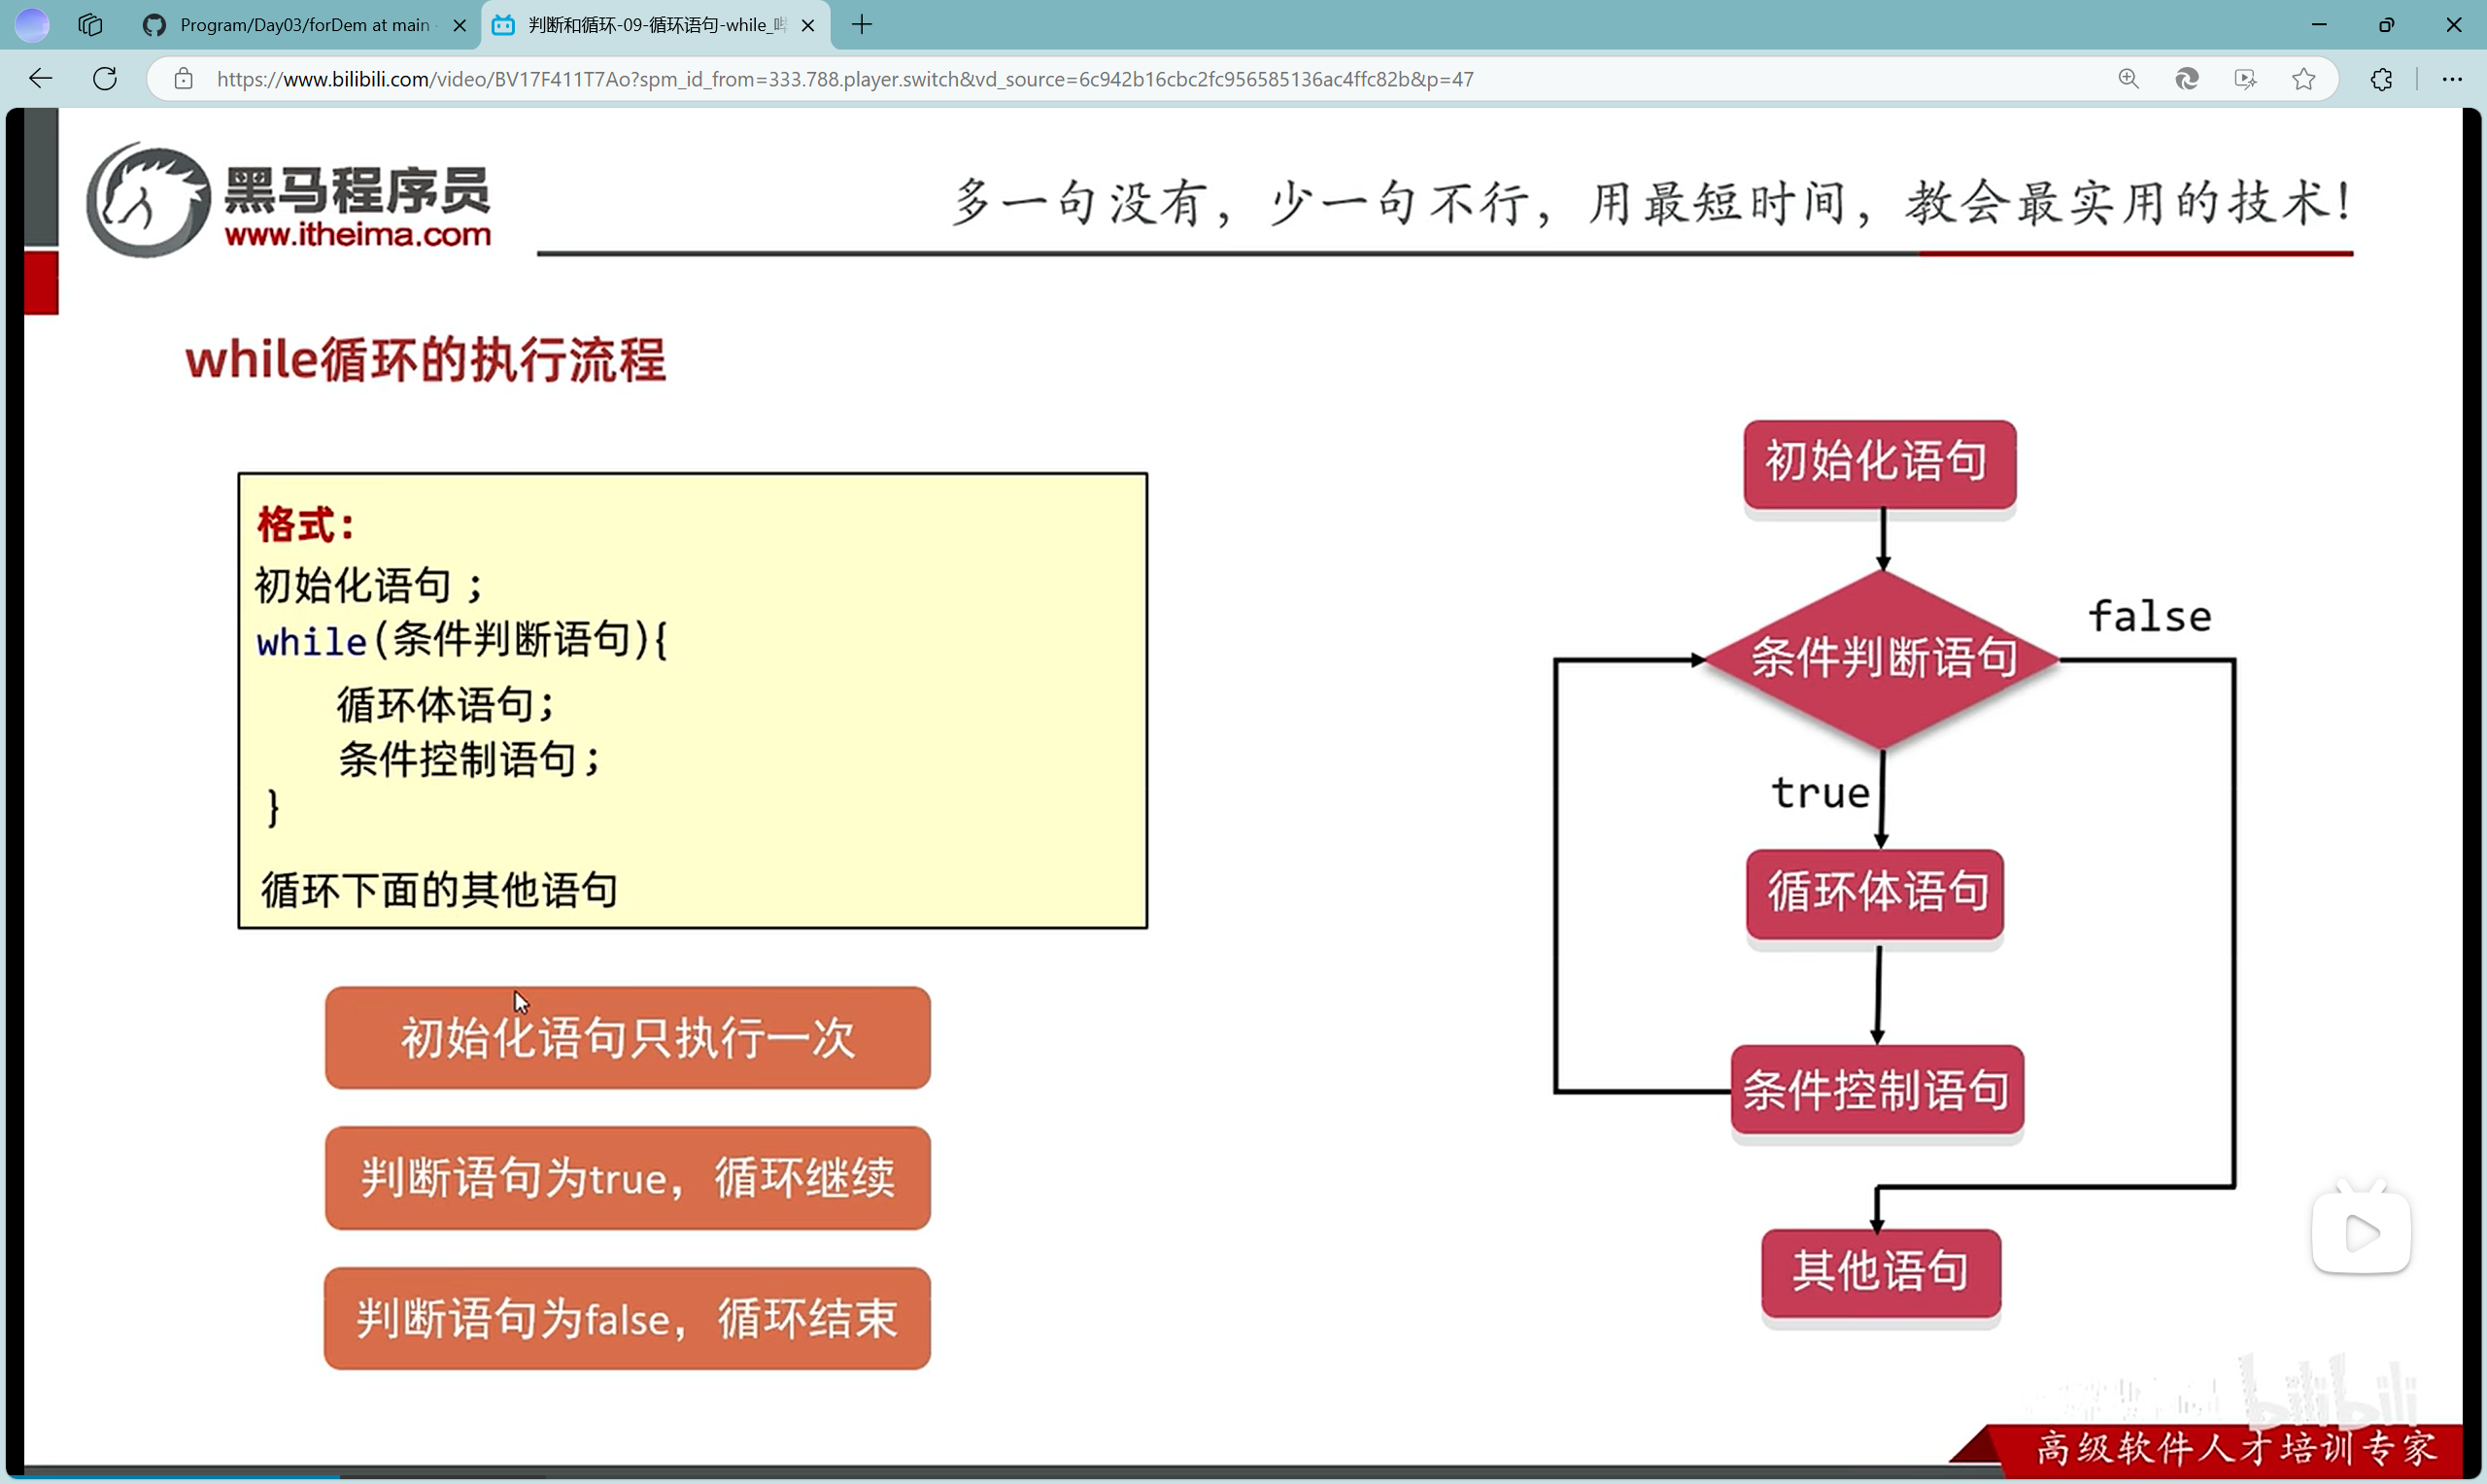 Program/Day03/forDem at main
判断和循环-09-循环语句-while_哔
https://www.bilibili.com/video/BV17F411T7Ao?spm_id_from=333.788.player.switch&vd_source=6c942b16cbc2fc956585136ac4ffc82b&p=47
黑马程序员
www.itheima.com
多一句没有，少一句不行，用最短时间，教会最实用的技术！
while循环的执行流程
格式：
初始化语句；
while(条件判断语句){
循环体语句;
条件控制语句;
}
循环下面的其他语句
初始化语句只执行一次
判断语句为true，循环继续
判断语句为false，循环结束
初始化语句
条件判断语句
false
true
循环体语句
条件控制语句
其他语句
bilibili
高级软件人才培训专家